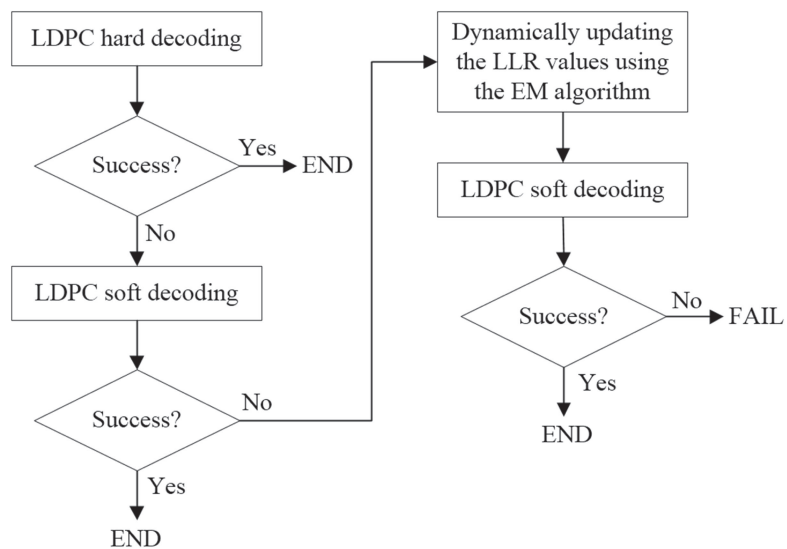 LDPC hard decoding
Success?
Yes
END
No
LDPC soft decoding
Success?
No
Yes
END
Dynamically updating
the LLR values using
the EM algorithm
LDPC soft decoding
Success?
No
FAIL
Yes
END